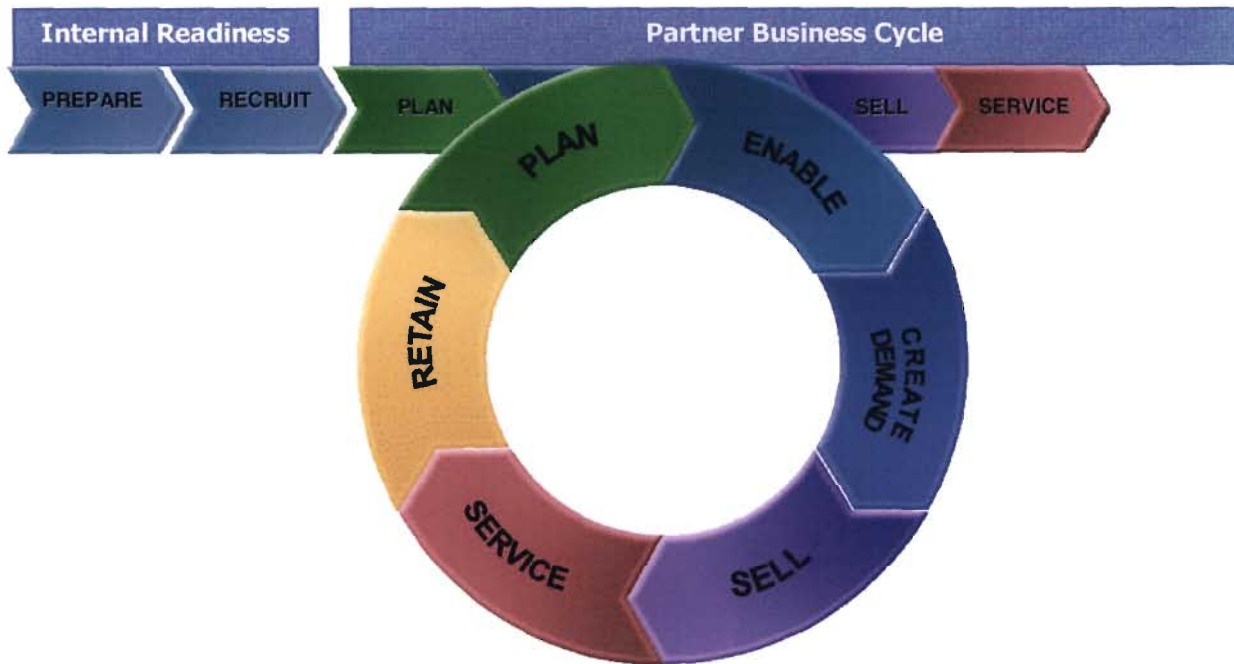 Internal Readiness
Partner Business Cycle
PREPARE
RECRUIT
PLAN
SELL
SERVICE
PLAN
ENABLE
CREATE
DEMAND
SELL
SERVICE
RETAIN